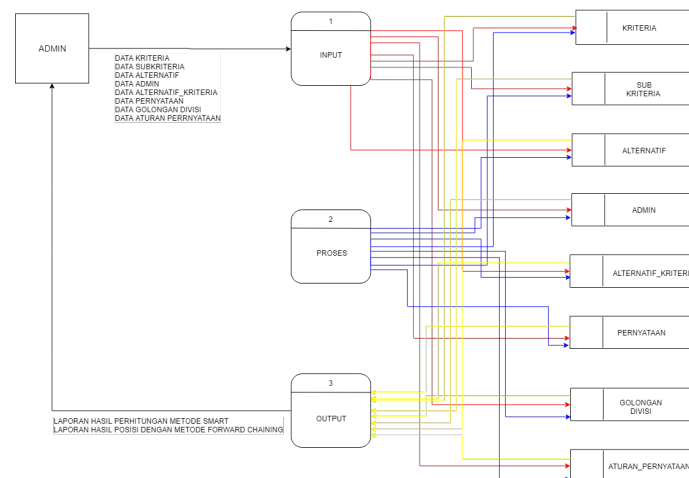 ADMIN
DATA KRITERIA
DATA SUBKRITERIA
DATA ALTERNATIF
DATA ADMIN
DATA ALTERNATIF_KRITERIA
DATA PERNYATAAN
DATA GOLONGAN DIVISI
DATA ATURAN PERRNYATAAN
1
INPUT
2
PROSES
3
OUTPUT
LAPORAN HASIL PERHITUNGAN METODE SMART
LAPORAN HASIL POSISI DENGAN METODE FORWARD CHAINING
KRITERIA
SUB
KRITERIA
ALTERNATIF
ADMIN
ALTERNATIF_KRITERI
PERNYATAAN
GOLONGAN
DIVISI
ATURAN_PERNYATAAN